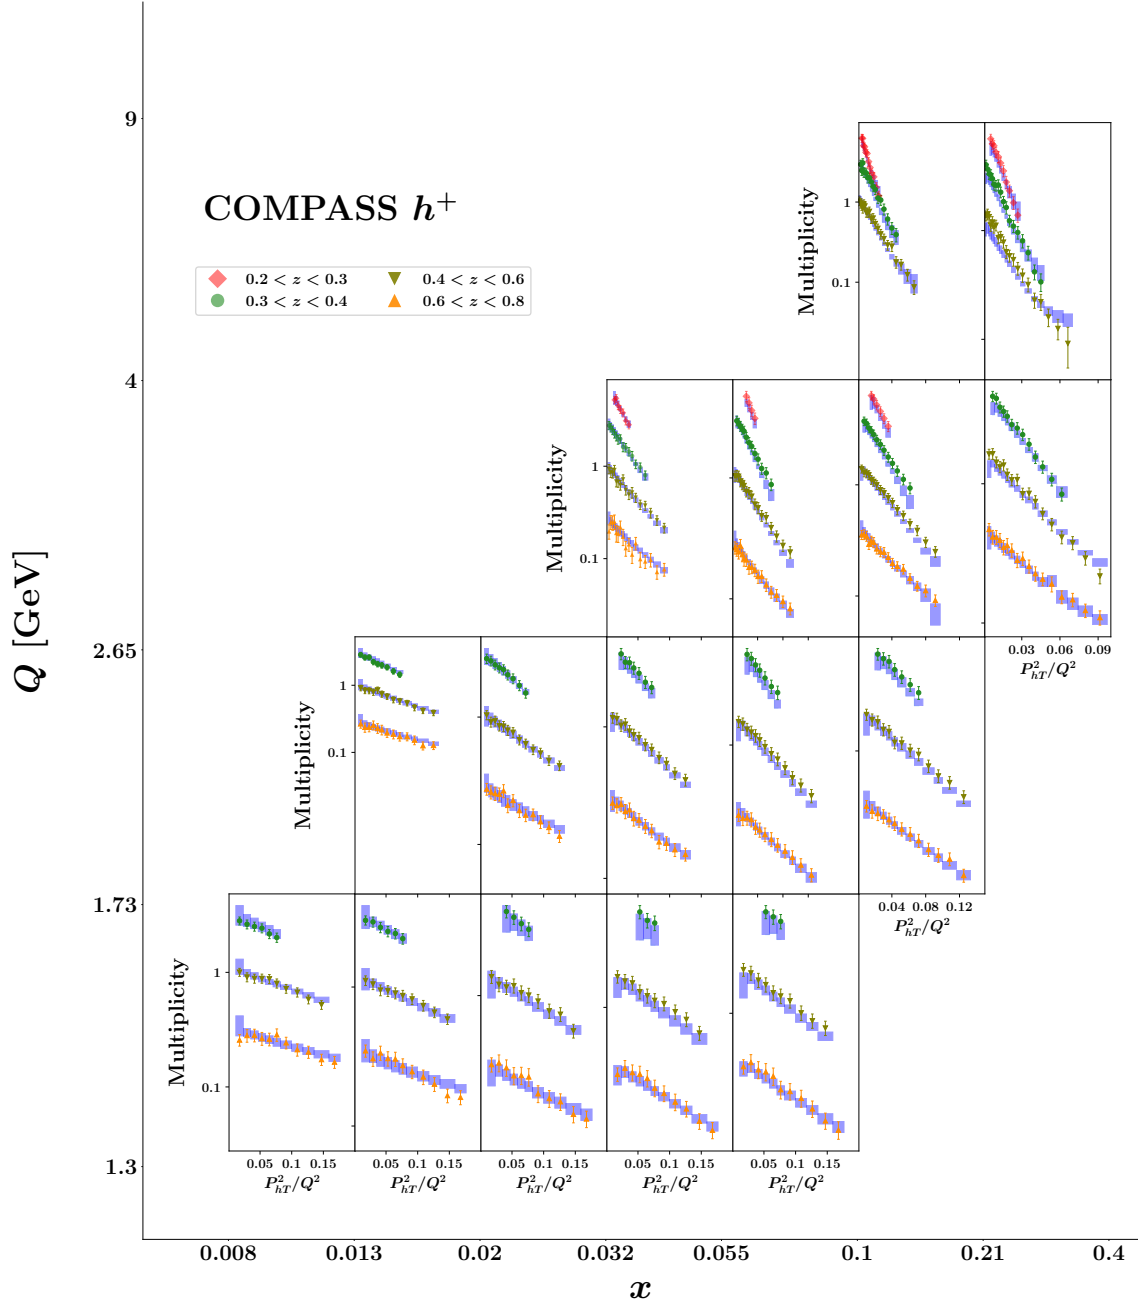 9
COMPASS h⁺
0.2 < z < 0.3
0.4 < z < 0.6
0.3 < z < 0.4
0.6 < z < 0.8
Multiplicity
1
0.1
4
Multiplicity
1
0.1
0.03 0.06 0.09
P²hT/Q²
Q [GeV]
2.65
Multiplicity
1
0.1
0.04 0.08 0.12
P²hT/Q²
1.73
Multiplicity
1
0.1
0.05 0.1 0.15
P²hT/Q²
0.05 0.1 0.15
P²hT/Q²
0.05 0.1 0.15
P²hT/Q²
0.05 0.1 0.15
P²hT/Q²
0.05 0.1 0.15
P²hT/Q²
1.3
0.008 0.013 0.02 0.032 0.055 0.1 0.21 0.4
x